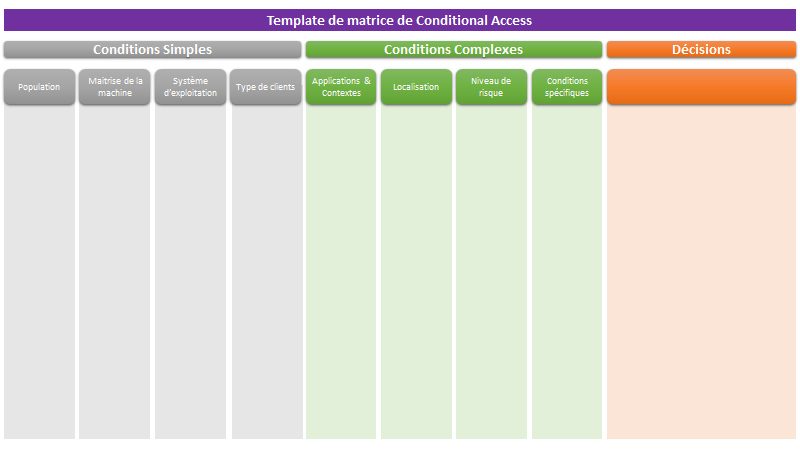 Template de matrice de Conditional Access
Conditions Simples
Conditions Complexes
Décisions
Population
Maitrise de la
machine
Système
d'exploitation
Type de clients
Applications &
Contextes
Localisation
Niveau de
risque
Conditions
spécifiques